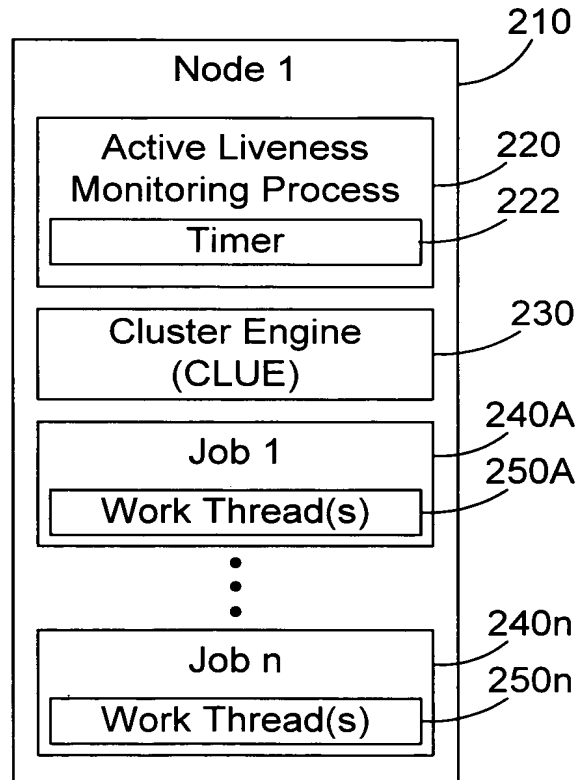 210
Node 1
Active Liveness
Monitoring Process
220
222
Timer
Cluster Engine
(CLUE)
230
240A
Job 1
250A
Work Thread(s)
240n
Job n
250n
Work Thread(s)